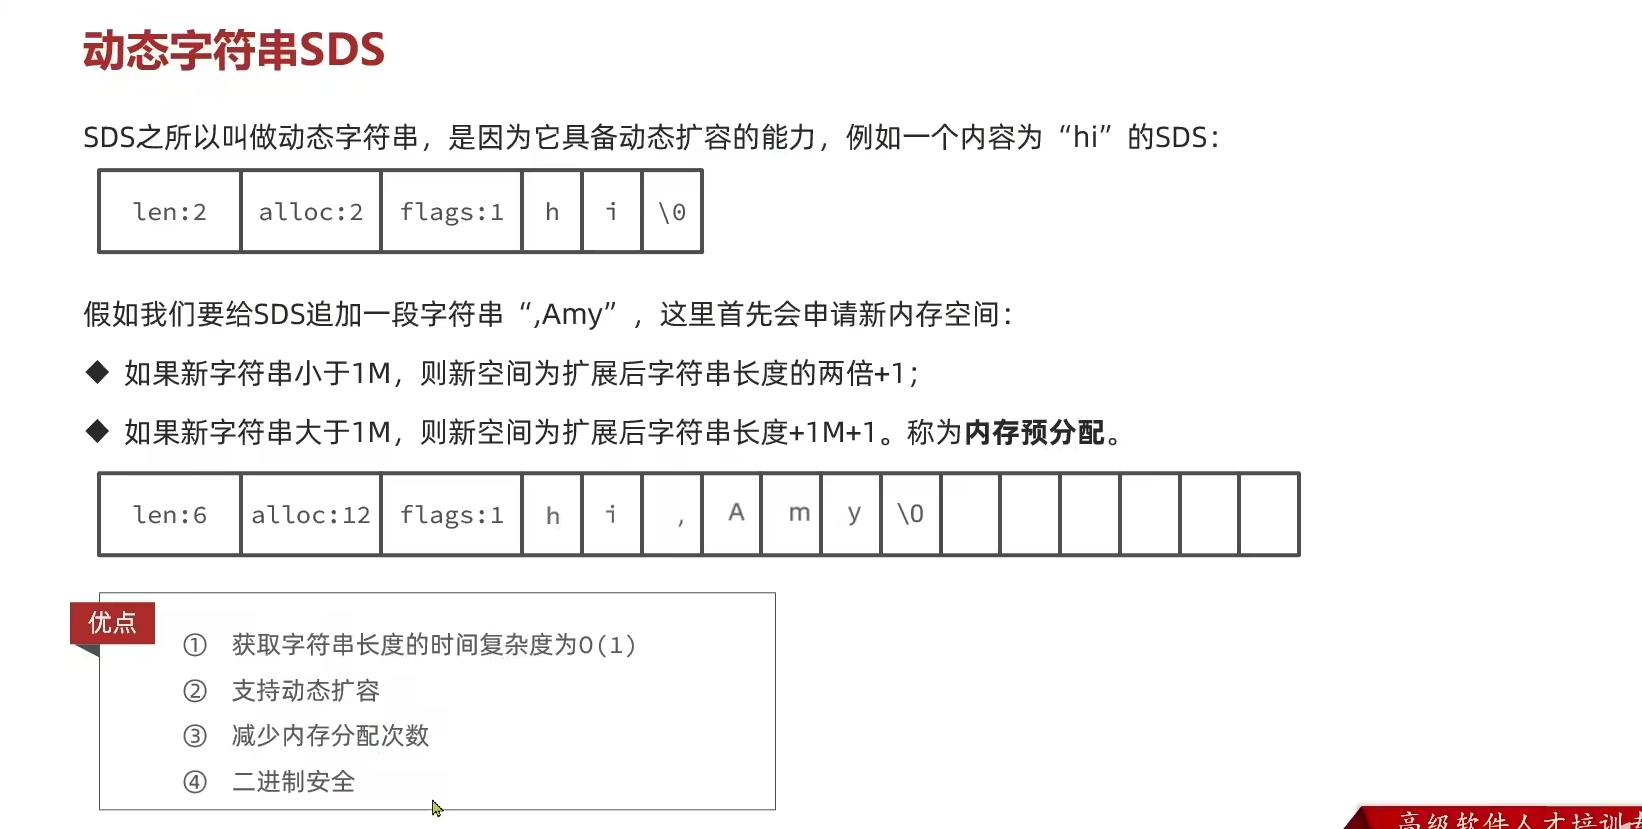 动态字符串SDS
SDS之所以叫做动态字符串，是因为它具备动态扩容的能力，例如一个内容为“hi”的SDS：
len:2 alloc:2 flags:1 h i \0
假如我们要给SDS追加一段字符串“,Amy”，这里首先会申请新内存空间：
◆ 如果新字符串小于1M，则新空间为扩展后字符串长度的两倍+1；
◆ 如果新字符串大于1M，则新空间为扩展后字符串长度+1M+1。称为内存预分配。
len:6 alloc:12 flags:1 h i , A m y \0
优点
① 获取字符串长度的时间复杂度为O(1)
② 支持动态扩容
③ 减少内存分配次数
④ 二进制安全
高级软件人才培训